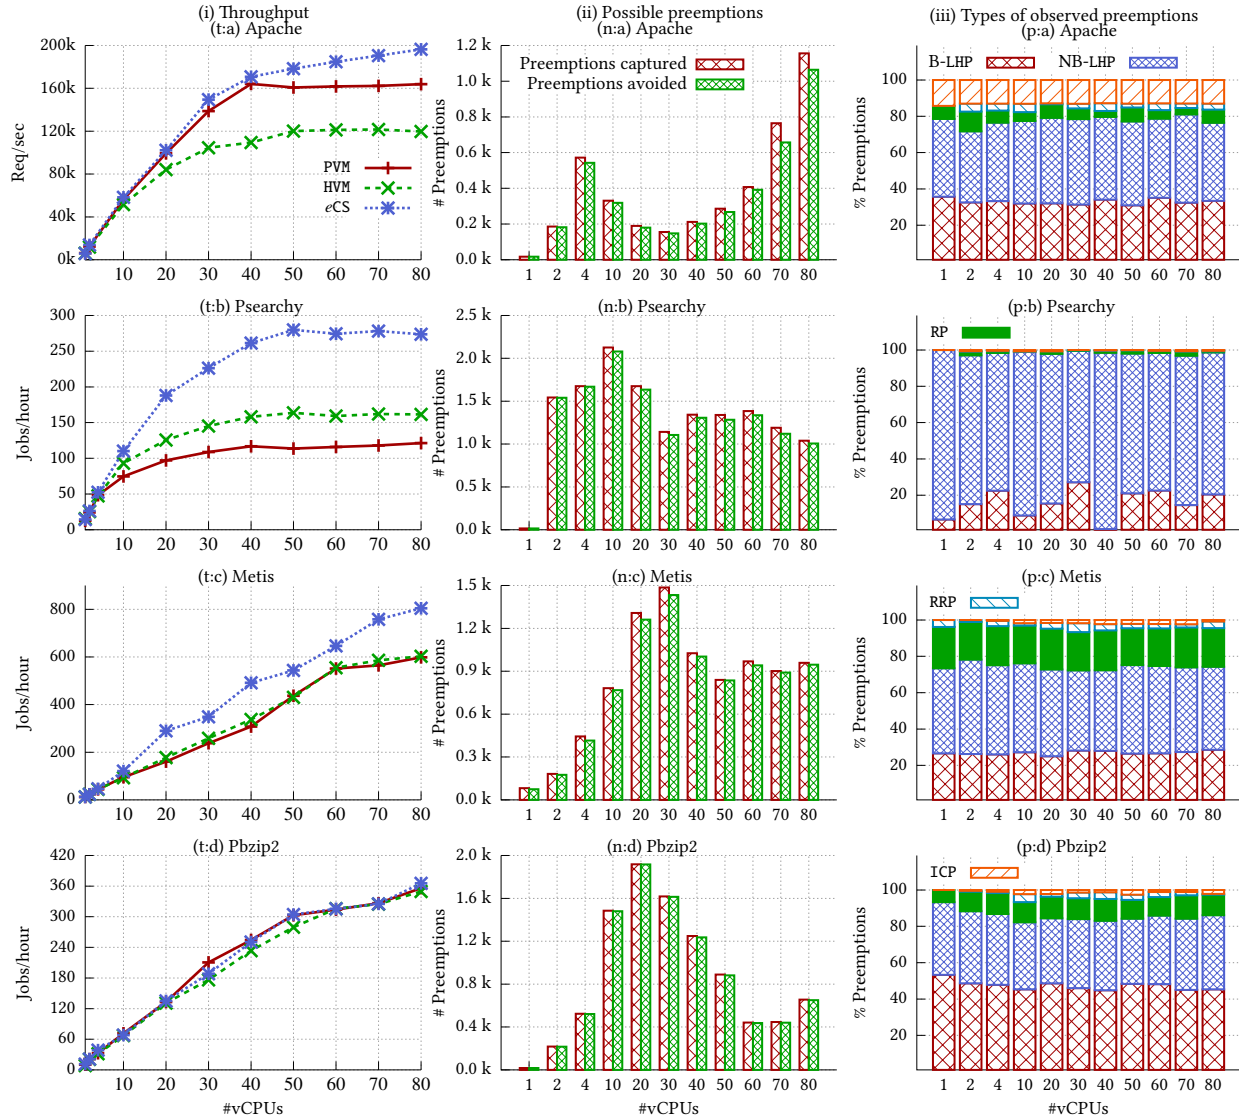 (i) Throughput
(t:a) Apache
200k
160k
120k
80k
40k
0k
Req/sec
PVM
HVM
eCS
10 20 30 40 50 60 70 80
(ii) Possible preemptions
(n:a) Apache
1.2 k
1.0 k
0.8 k
0.6 k
0.4 k
0.2 k
0.0 k
# Preemptions
Preemptions captured
Preemptions avoided
1 2 4 10 20 30 40 50 60 70 80
(iii) Types of observed preemptions
(p:a) Apache
B-LHP NB-LHP
100
80
60
40
20
% Preemptions
1 2 4 10 20 30 40 50 60 70 80
(t:b) Psearchy
300
250
200
150
100
50
0
Jobs/hour
10 20 30 40 50 60 70 80
(n:b) Psearchy
2.5 k
2.0 k
1.5 k
1.0 k
0.5 k
0.0 k
# Preemptions
1 2 4 10 20 30 40 50 60 70 80
(p:b) Psearchy
RP
100
80
60
40
20
% Preemptions
1 2 4 10 20 30 40 50 60 70 80
(t:c) Metis
800
600
400
200
0
Jobs/hour
10 20 30 40 50 60 70 80
(n:c) Metis
1.5 k
1.2 k
0.9 k
0.6 k
0.3 k
0.0 k
# Preemptions
1 2 4 10 20 30 40 50 60 70 80
(p:c) Metis
RRP
100
80
60
40
20
% Preemptions
1 2 4 10 20 30 40 50 60 70 80
(t:d) Pbzip2
420
360
300
240
180
120
60
0
Jobs/hour
10 20 30 40 50 60 70 80
#vCPUs
(n:d) Pbzip2
2.0 k
1.6 k
1.2 k
0.8 k
0.4 k
0.0 k
# Preemptions
1 2 4 10 20 30 40 50 60 70 80
#vCPUs
(p:d) Pbzip2
ICP
100
80
60
40
20
% Preemptions
1 2 4 10 20 30 40 50 60 70 80
#vCPUs